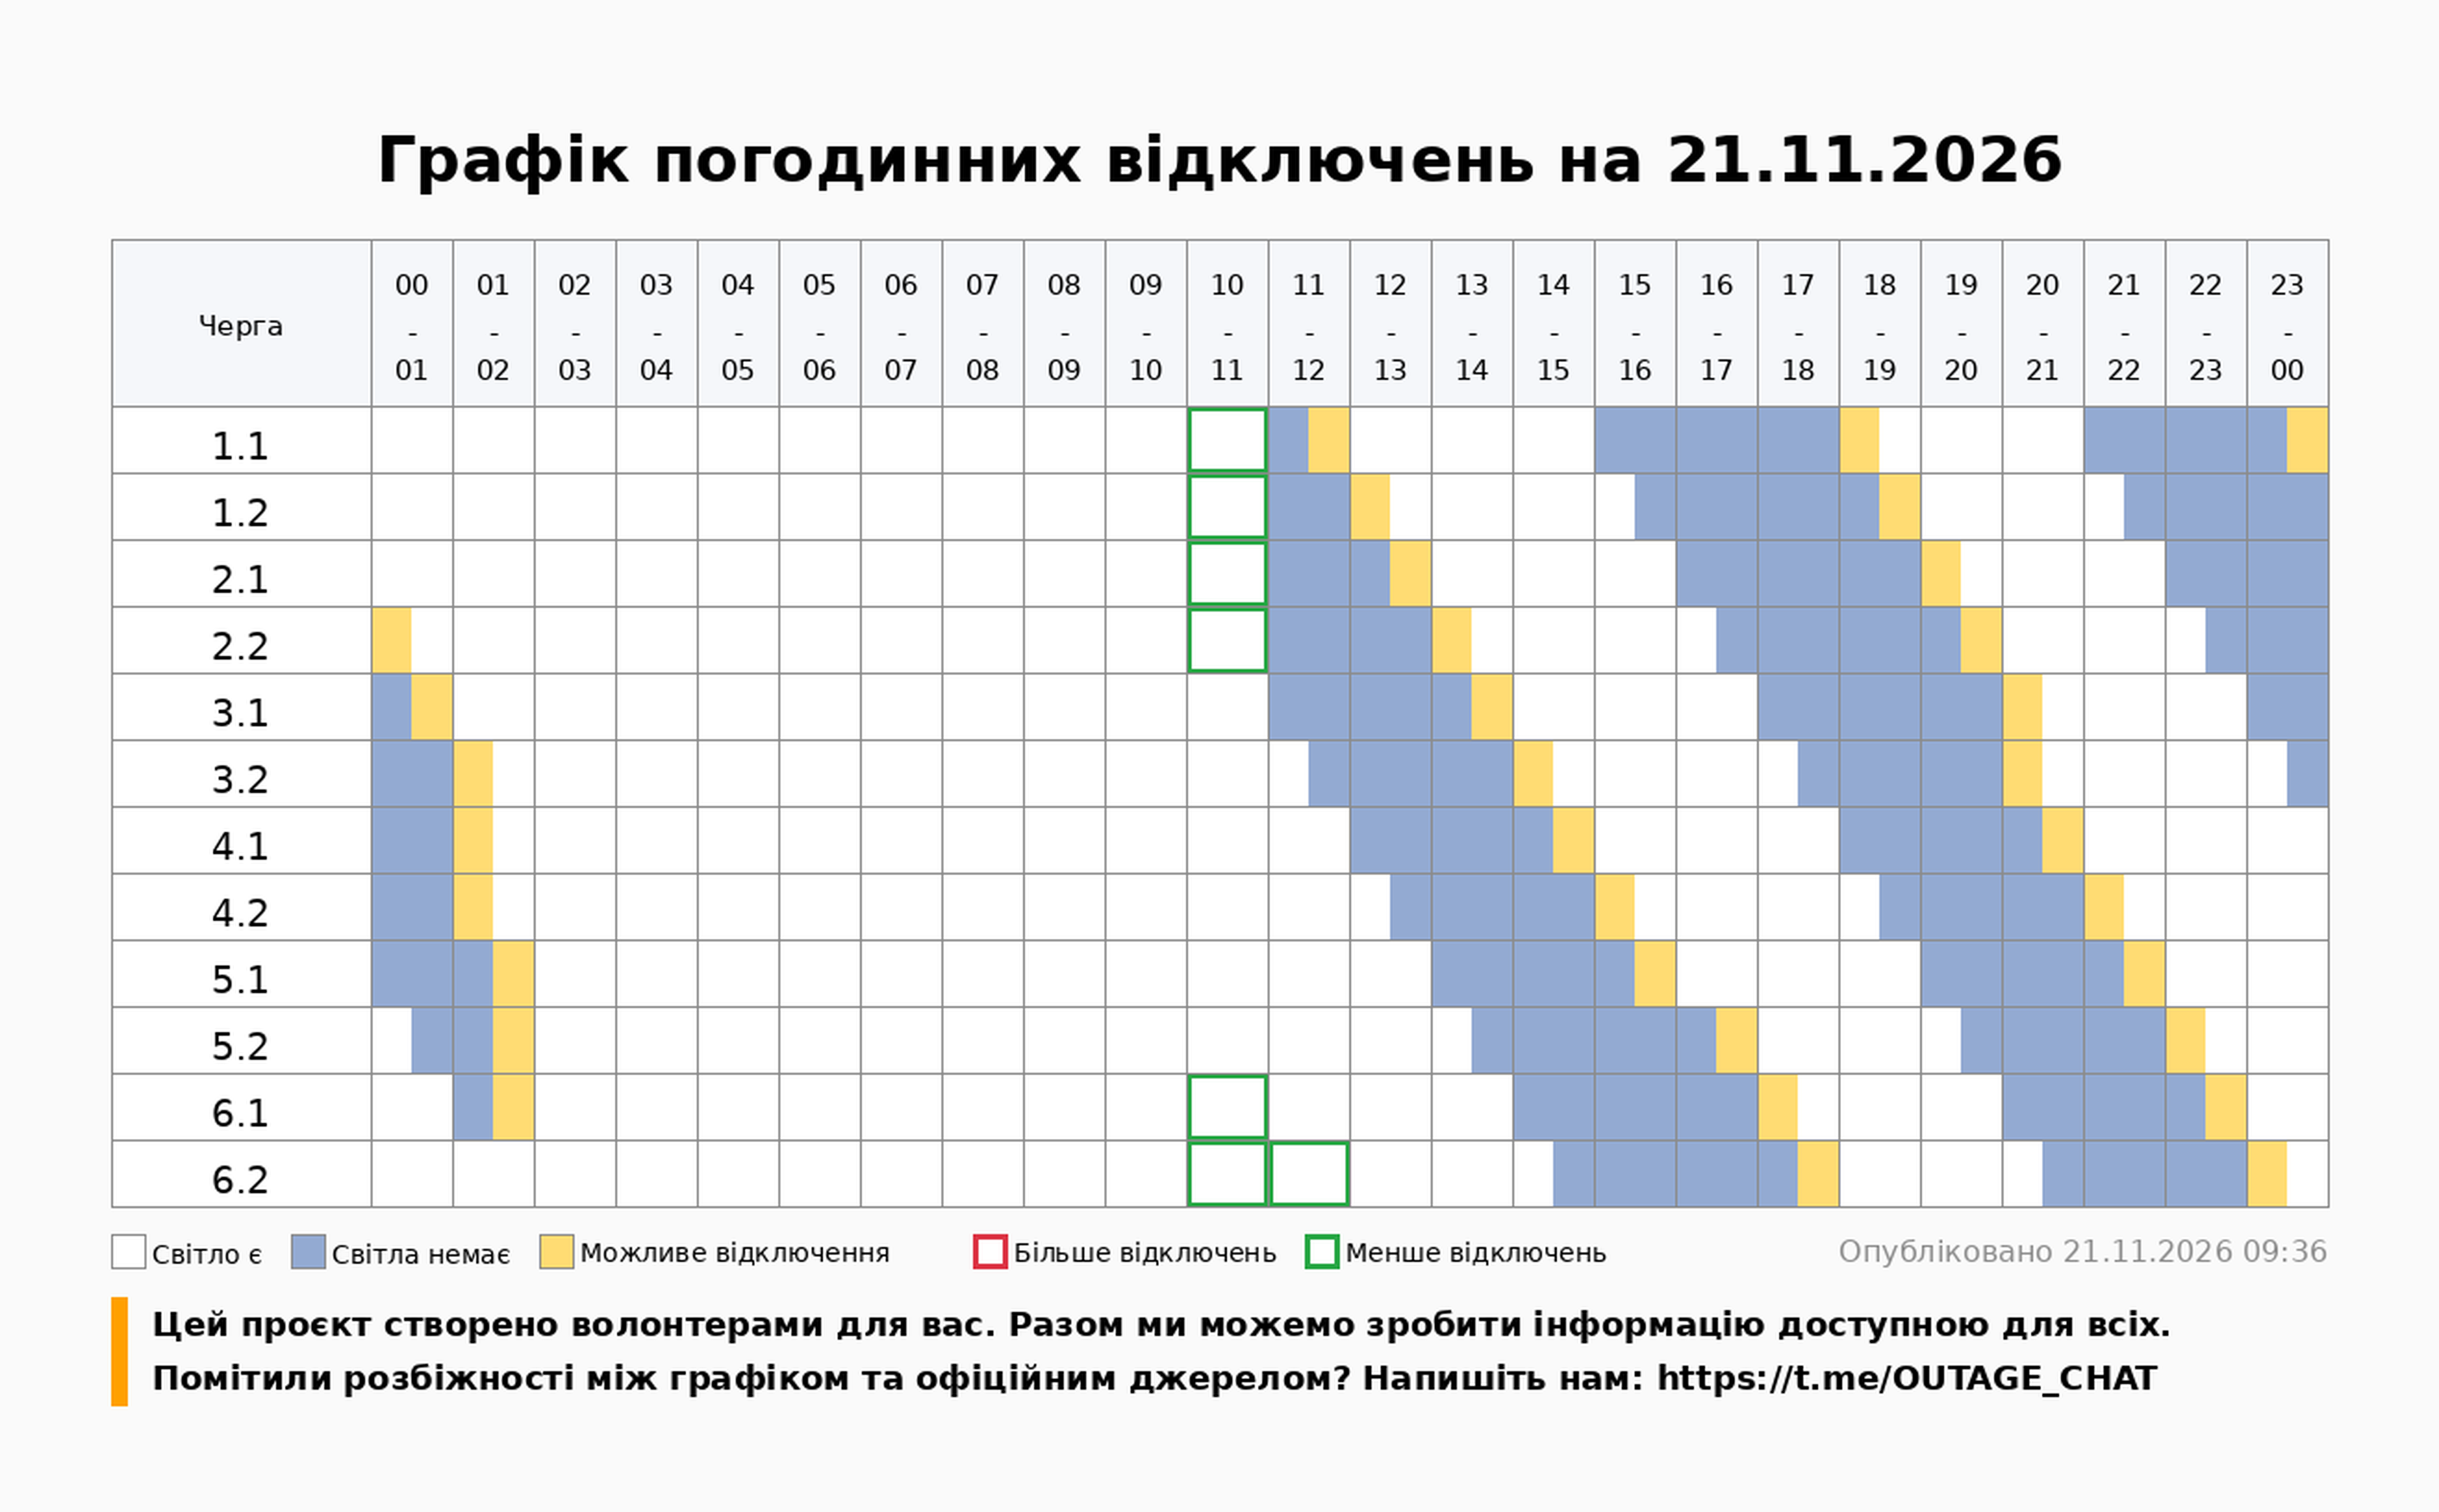 Графік погодинних відключень на 21.11.2026
Черга 00 - 01 01 - 02 02 - 03 03 - 04 04 - 05 05 - 06 06 - 07 07 - 08 08 - 09 09 - 10 10 - 11 11 - 12 12 - 13 13 - 14 14 - 15 15 - 16 16 - 17 17 - 18 18 - 19 19 - 20 20 - 21 21 - 22 22 - 23 23 - 00
1.1
1.2
2.1
2.2
3.1
3.2
4.1
4.2
5.1
5.2
6.1
6.2
Світло є Світла немає Можливе відключення Більше відключень Менше відключень Опубліковано 21.11.2026 09:36
Цей проєкт створено волонтерами для вас. Разом ми можемо зробити інформацію доступною для всіх.
Помітили розбіжності між графіком та офіційним джерелом? Напишіть нам: https://t.me/OUTAGE_CHAT